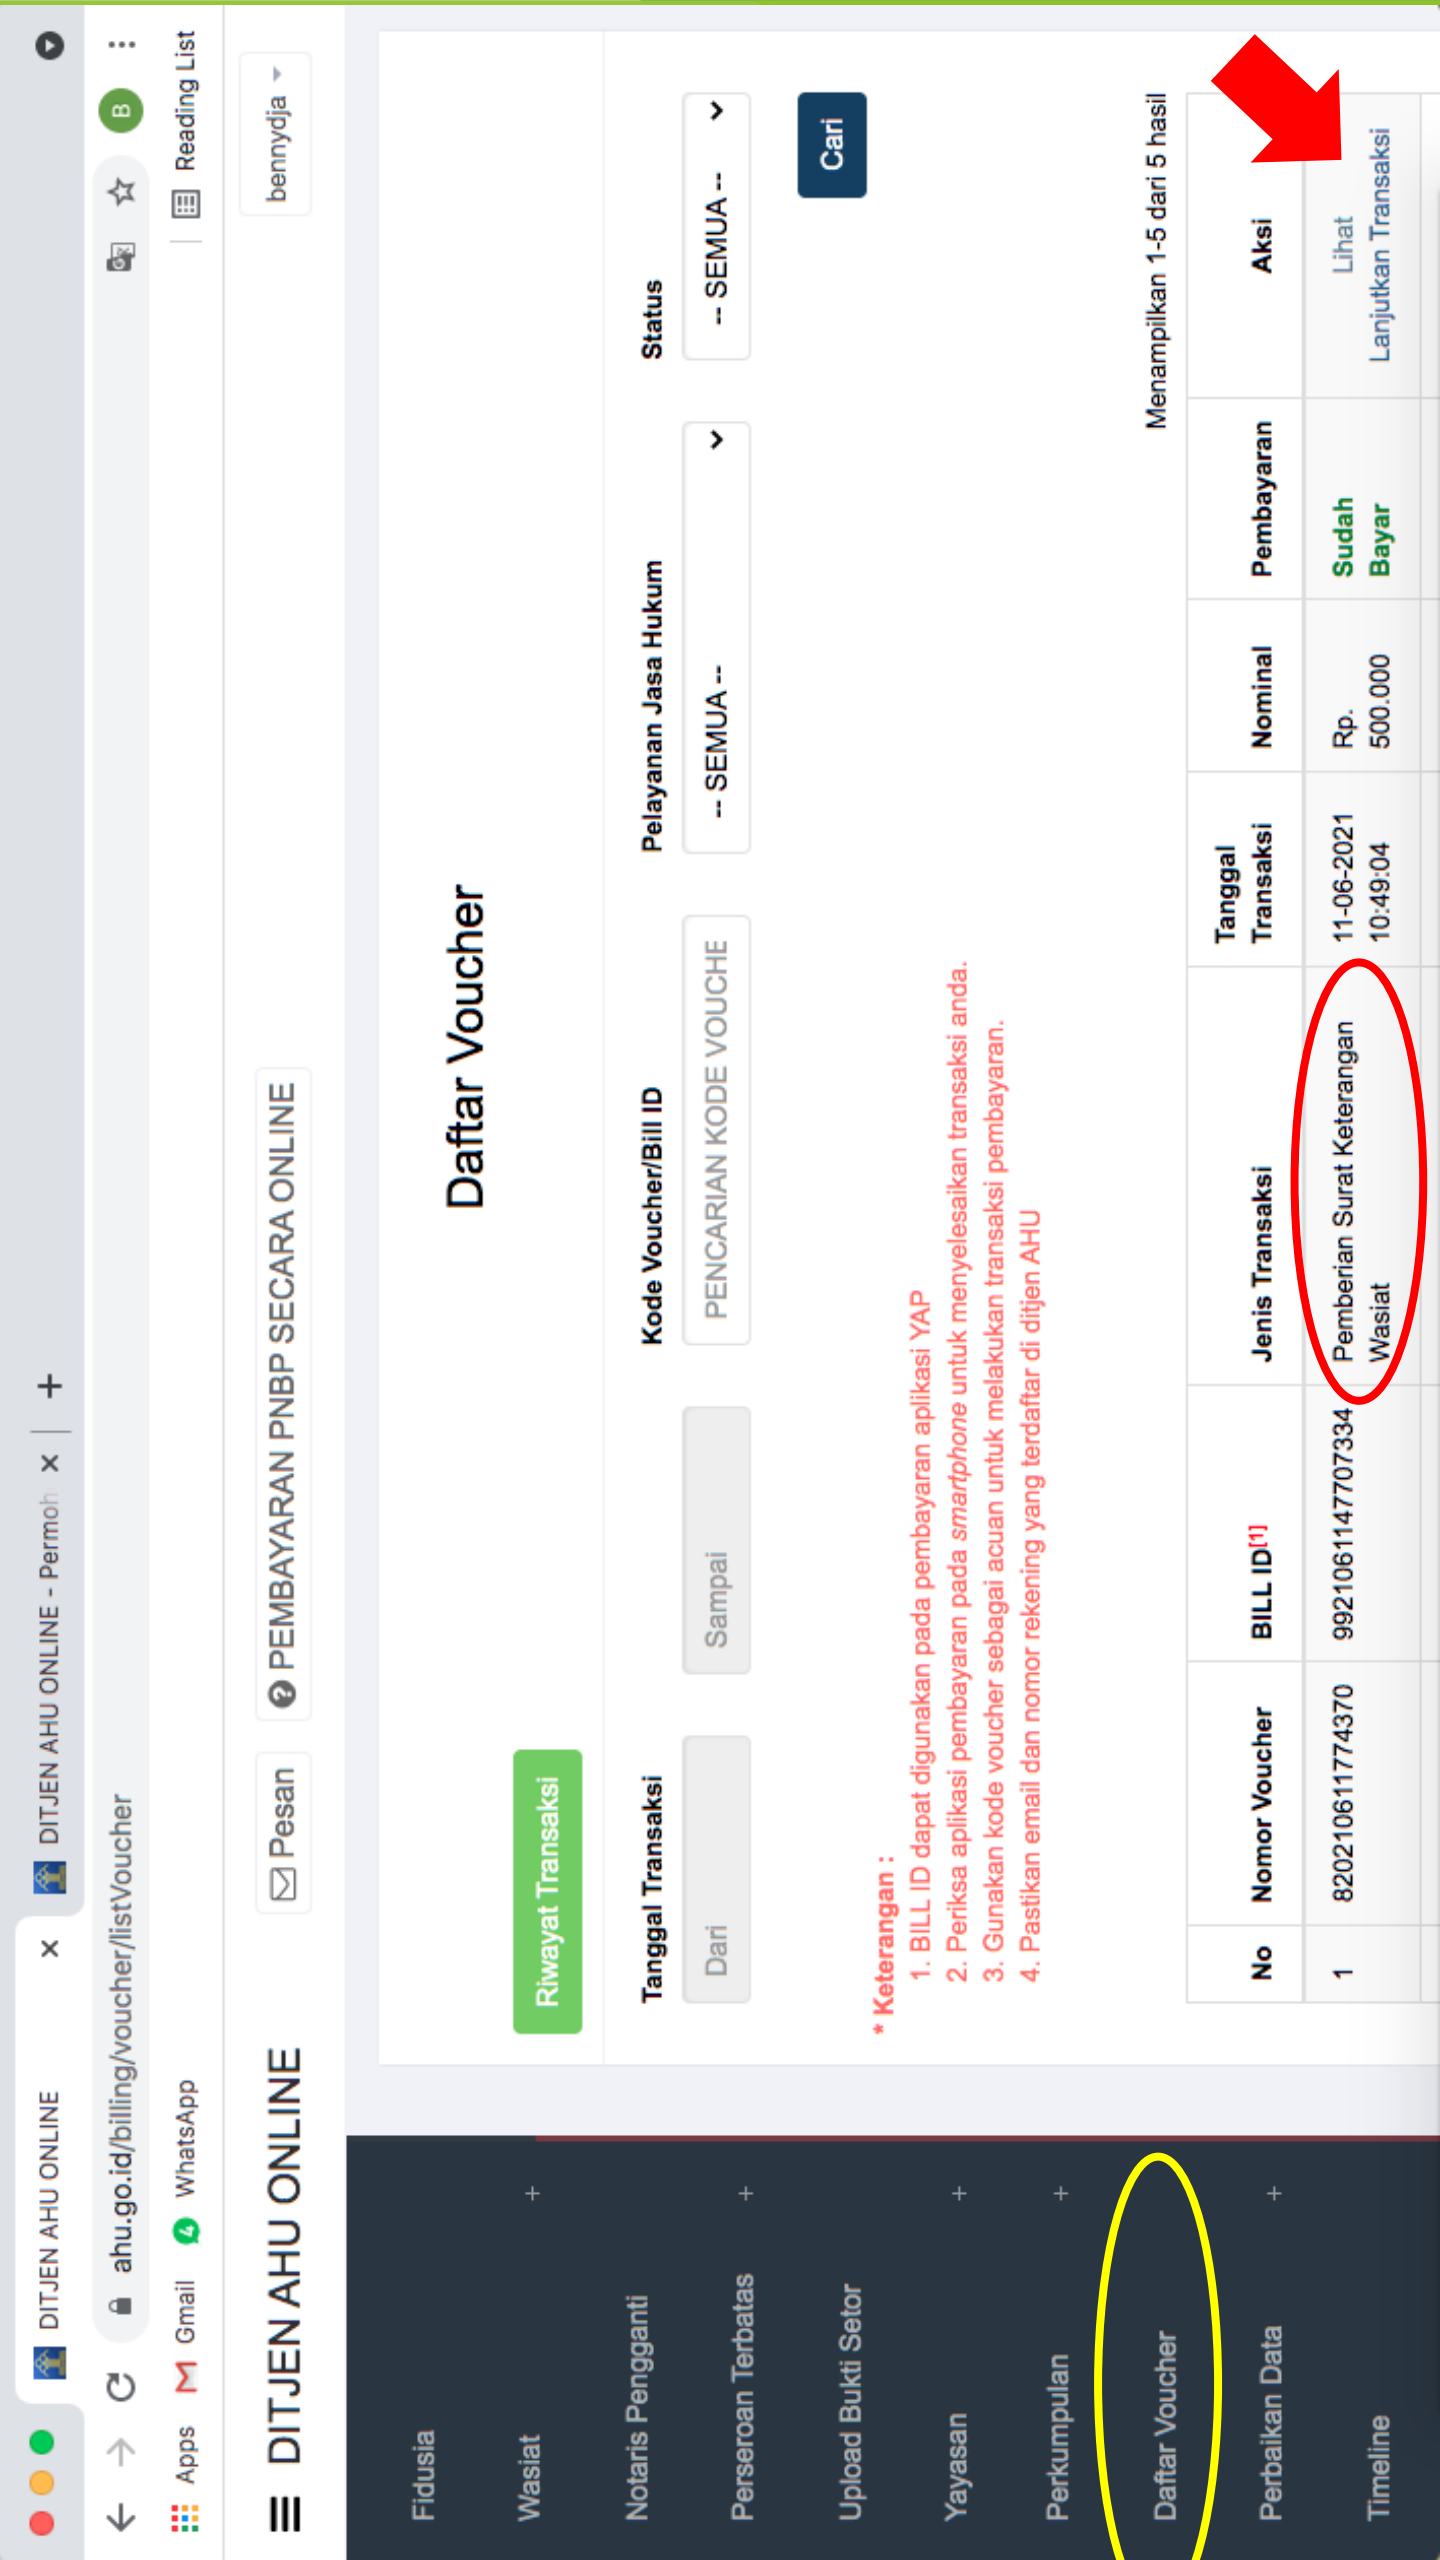 DITJEN AHU ONLINE
DITJEN AHU ONLINE - Permoh
ahu.go.id/billing/voucher/listVoucher
B
Apps
Gmail
4
WhatsApp
Reading List
DITJEN AHU ONLINE
Pesan
PEMBAYARAN PNBP SECARA ONLINE
bennydja
Fidusia
Wasiat +
Notaris Pengganti
Perseroan Terbatas +
Upload Bukti Setor
Yayasan +
Perkumpulan +
Daftar Voucher
Perbaikan Data +
Timeline
Daftar Voucher
Riwayat Transaksi
Tanggal Transaksi
Kode Voucher/Bill ID
Pelayanan Jasa Hukum
Status
Dari
Sampai
PENCARIAN KODE VOUCHE
-- SEMUA --
-- SEMUA --
Cari
* Keterangan :
1. BILL ID dapat digunakan pada pembayaran aplikasi YAP
2. Periksa aplikasi pembayaran pada smartphone untuk menyelesaikan transaksi anda.
3. Gunakan kode voucher sebagai acuan untuk melakukan transaksi pembayaran.
4. Pastikan email dan nomor rekening yang terdaftar di ditjen AHU
Menampilkan 1-5 dari 5 hasil
No
Nomor Voucher
BILL ID[1]
Jenis Transaksi
Tanggal
Transaksi
Nominal
Pembayaran
Aksi
1
8202106117743​70
992106114770​7334
Pemberian Surat Keterangan
Wasiat
11-06-2021
10:49:04
Rp.
500.000
Sudah
Bayar
Lihat
Lanjutkan Transaksi